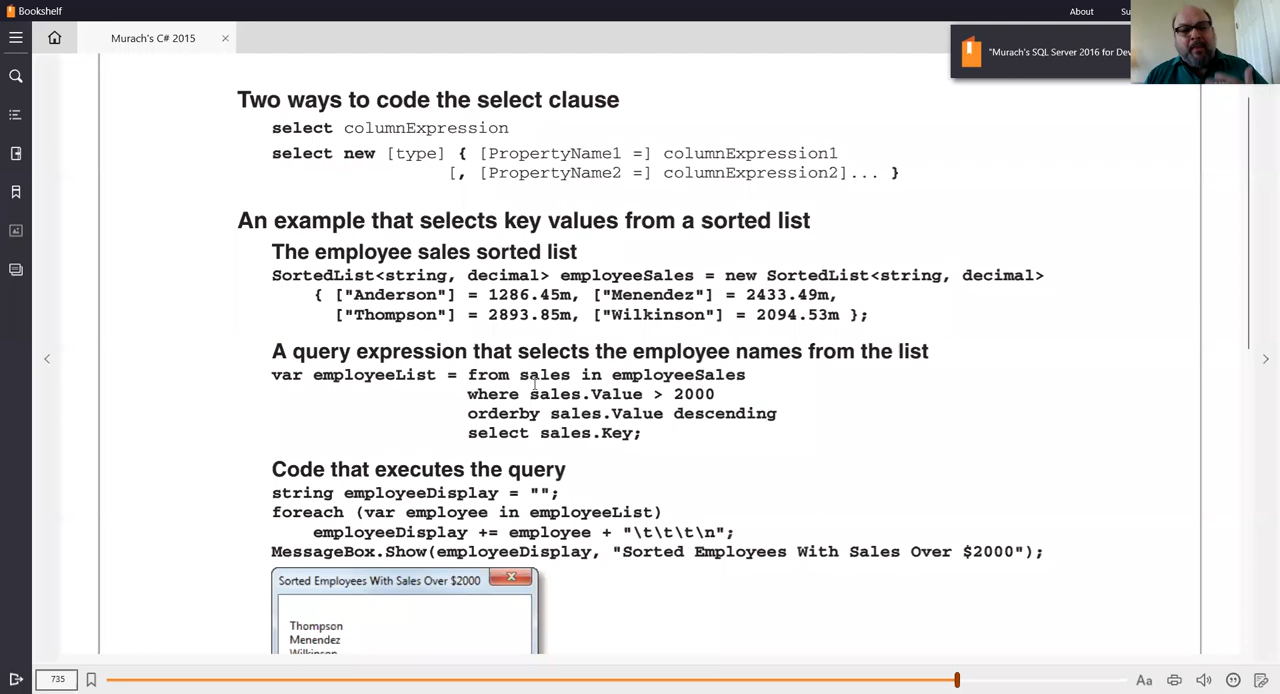 Bookshelf
About
Murach's C# 2015
"Murach's SQL Server 2016 for
Two ways to code the select clause
select columnExpression
select new [type] { [PropertyName1 =] columnExpression1
[, [PropertyName2 =] columnExpression2]... }
An example that selects key values from a sorted list
The employee sales sorted list
SortedList<string, decimal> employeeSales = new SortedList<string, decimal>
{ ["Anderson"] = 1286.45m, ["Menendez"] = 2433.49m,
["Thompson"] = 2893.85m, ["Wilkinson"] = 2094.53m };
A query expression that selects the employee names from the list
var employeeList = from sales in employeeSales
where sales.Value > 2000
orderby sales.Value descending
select sales.Key;
Code that executes the query
string employeeDisplay = "";
foreach (var employee in employeeList)
employeeDisplay += employee + "\t\t\t\n";
MessageBox.Show(employeeDisplay, "Sorted Employees With Sales Over $2000");
Sorted Employees With Sales Over $2000
Thompson
Menendez
Wilkinson
735
Aa